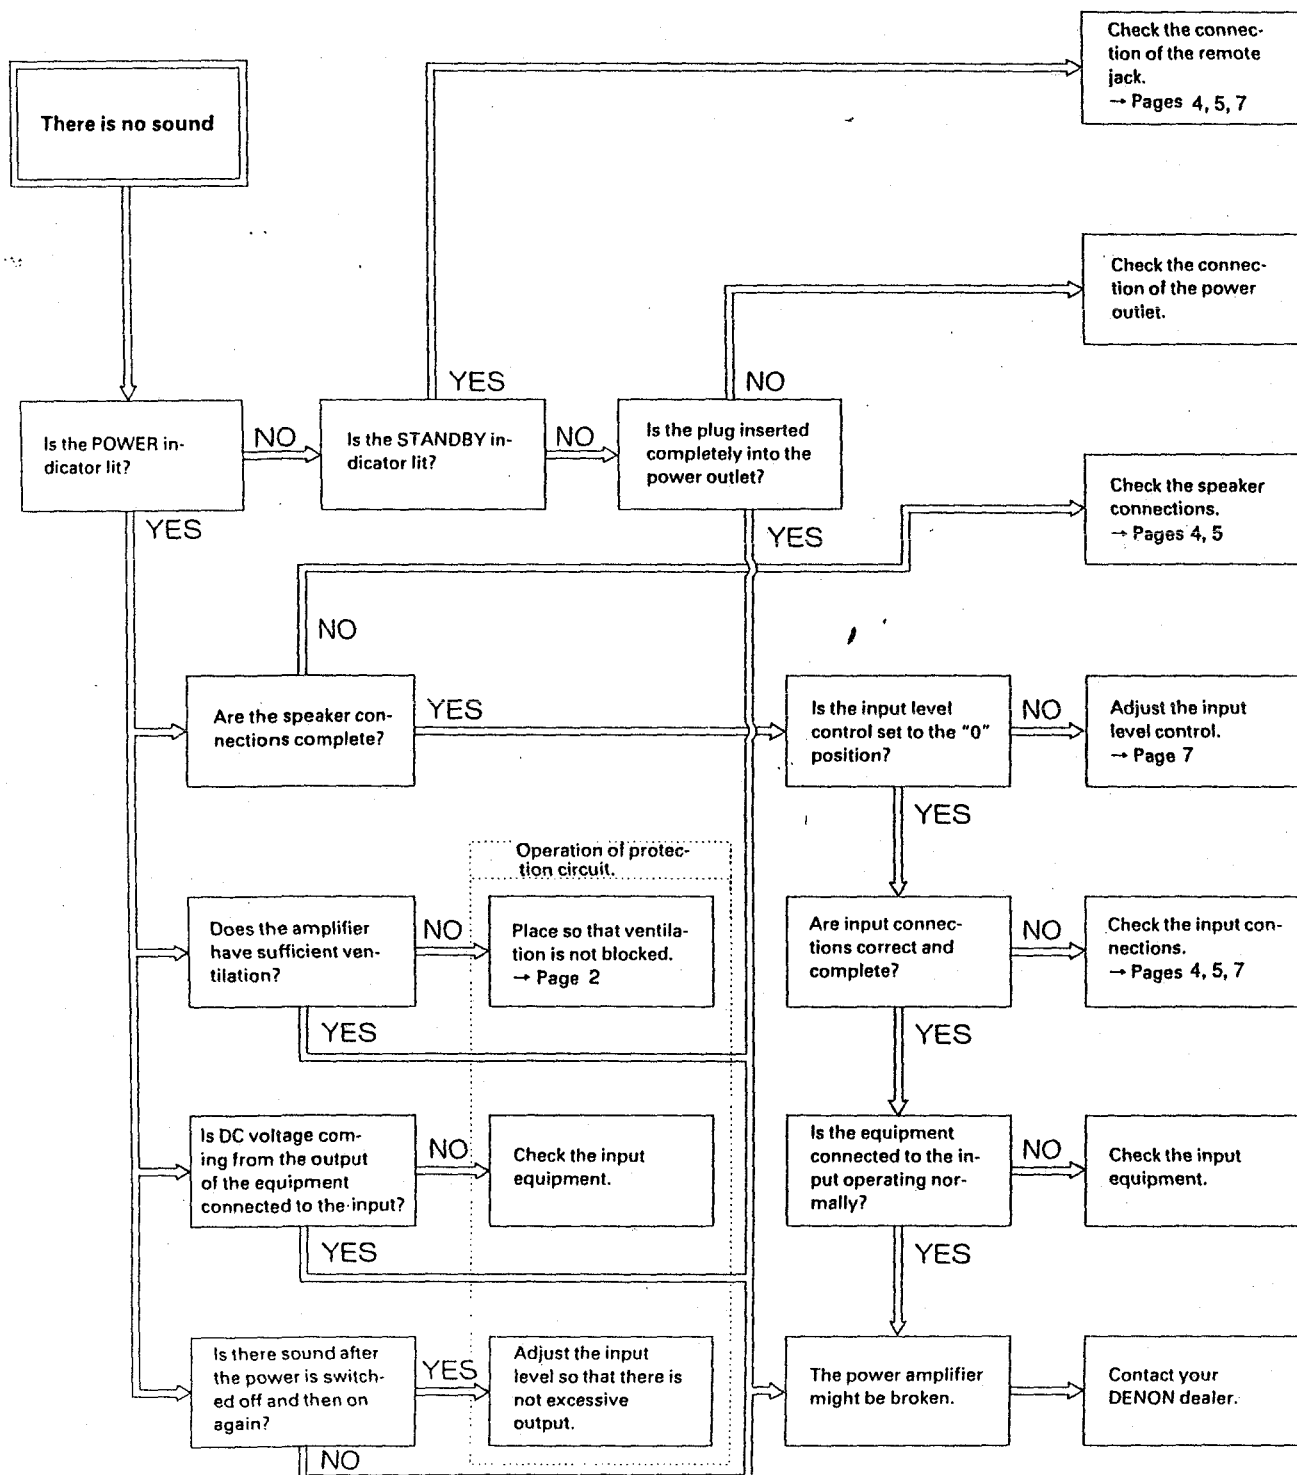 Check the connec-
tion of the remote
jack.
→ Pages 4, 5, 7
There is no sound
Check the connec-
tion of the power
outlet.
YES
NO
Is the POWER in-
dicator lit?
NO
Is the STANDBY in-
dicator lit?
NO
Is the plug inserted
completely into the
power outlet?
Check the speaker
connections.
→ Pages 4, 5
YES
YES
NO
Are the speaker con-
nections complete?
YES
Is the input level
control set to the "0"
position?
NO
Adjust the input
level control.
→ Page 7
YES
Operation of protec-
tion circuit.
Does the amplifier
have sufficient ven-
tilation?
NO
Place so that ventila-
tion is not blocked.
→ Page 2
Are input connec-
tions correct and
complete?
NO
Check the input con-
nections.
→ Pages 4, 5, 7
YES
YES
Is DC voltage com-
ing from the output
of the equipment
connected to the input?
NO
Check the input
equipment.
Is the equipment
connected to the in-
put operating nor-
mally?
NO
Check the input
equipment.
YES
YES
Is there sound after
the power is switch-
ed off and then on
again?
YES
Adjust the input
level so that there is
not excessive
output.
The power amplifier
might be broken.
Contact your
DENON dealer.
NO